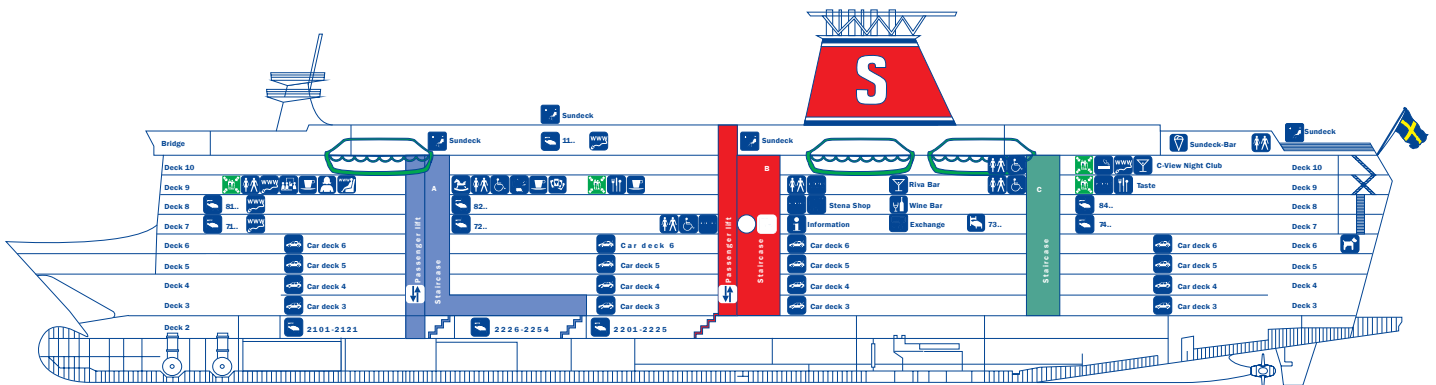 S
Sundeck
Bridge
Sundeck
11..
www
Sundeck
Sundeck-Bar
Sundeck
Deck 10
www
C-View Night Club
Deck 10
Deck 9
www
www
A
B
Riva Bar
C
Taste
Deck 9
Deck 8
81..
www
82..
Stena Shop
Wine Bar
84..
Deck 8
Deck 7
71..
www
72..
Information
Exchange
73..
74..
Deck 7
Deck 6
Car deck 6
Car deck 6
Car deck 6
Car deck 6
Deck 6
Deck 5
Car deck 5
Car deck 5
Car deck 5
Car deck 5
Deck 5
Deck 4
Car deck 4
Car deck 4
Car deck 4
Car deck 4
Deck 4
Deck 3
Car deck 3
Car deck 3
Car deck 3
Car deck 3
Deck 3
Passenger lift
Staircase
Passenger lift
Staircase
Staircase
Deck 2
2101-2121
2226-2254
2201-2225